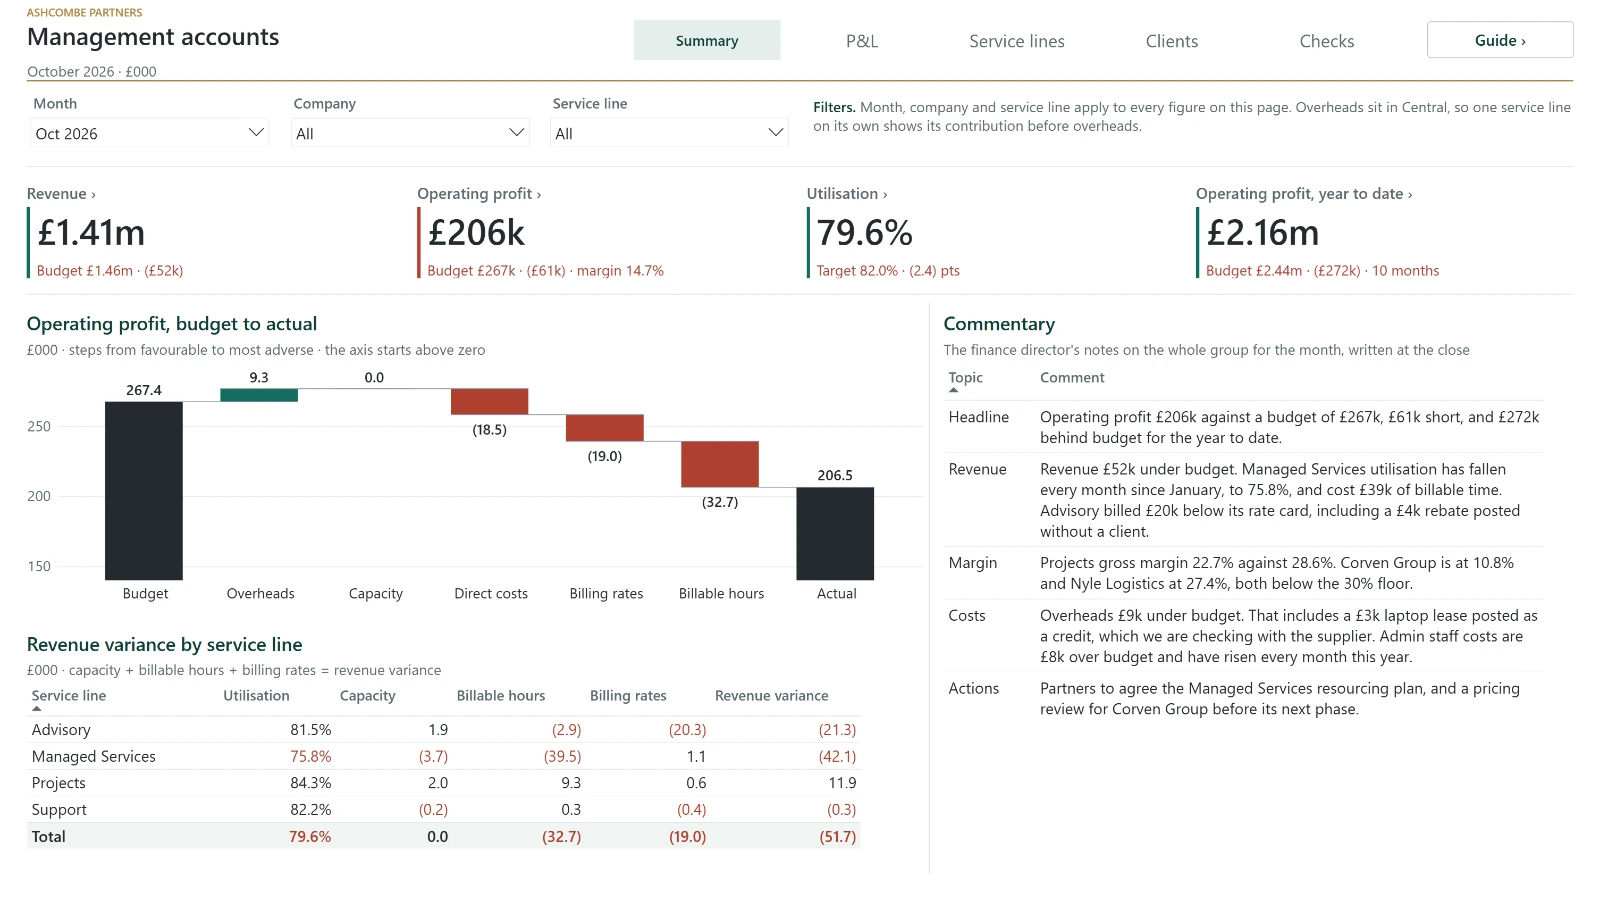 ASHCOMBE PARTNERS
Management accounts
October 2026 · £000
Summary
P&L
Service lines
Clients
Checks
Guide ›
Month
Oct 2026
Company
All
Service line
All
Filters. Month, company and service line apply to every figure on this page. Overheads sit in Central, so one service line
on its own shows its contribution before overheads.
Revenue ›
£1.41m
Budget £1.46m · (£52k)
Operating profit ›
£206k
Budget £267k · (£61k) · margin 14.7%
Utilisation ›
79.6%
Target 82.0% · (2.4) pts
Operating profit, year to date ›
£2.16m
Budget £2.44m · (£272k) · 10 months
Operating profit, budget to actual
£000 · steps from favourable to most adverse · the axis starts above zero
250
200
150
267.4
9.3
0.0
(18.5)
(19.0)
(32.7)
206.5
Budget
Overheads
Capacity
Direct costs
Billing rates
Billable hours
Actual
Revenue variance by service line
£000 · capacity + billable hours + billing rates = revenue variance
Service line Utilisation Capacity Billable hours Billing rates Revenue variance
Advisory 81.5% 1.9 (2.9) (20.3) (21.3)
Managed Services 75.8% (3.7) (39.5) 1.1 (42.1)
Projects 84.3% 2.0 9.3 0.6 11.9
Support 82.2% (0.2) 0.3 (0.4) (0.3)
Total 79.6% 0.0 (32.7) (19.0) (51.7)
Commentary
The finance director's notes on the whole group for the month, written at the close
Topic Comment
Headline Operating profit £206k against a budget of £267k, £61k short, and £272k
behind budget for the year to date.
Revenue Revenue £52k under budget. Managed Services utilisation has fallen
every month since January, to 75.8%, and cost £39k of billable time.
Advisory billed £20k below its rate card, including a £4k rebate posted
without a client.
Margin Projects gross margin 22.7% against 28.6%. Corven Group is at 10.8%
and Nyle Logistics at 27.4%, both below the 30% floor.
Costs Overheads £9k under budget. That includes a £3k laptop lease posted as
a credit, which we are checking with the supplier. Admin staff costs are
£8k over budget and have risen every month this year.
Actions Partners to agree the Managed Services resourcing plan, and a pricing
review for Corven Group before its next phase.